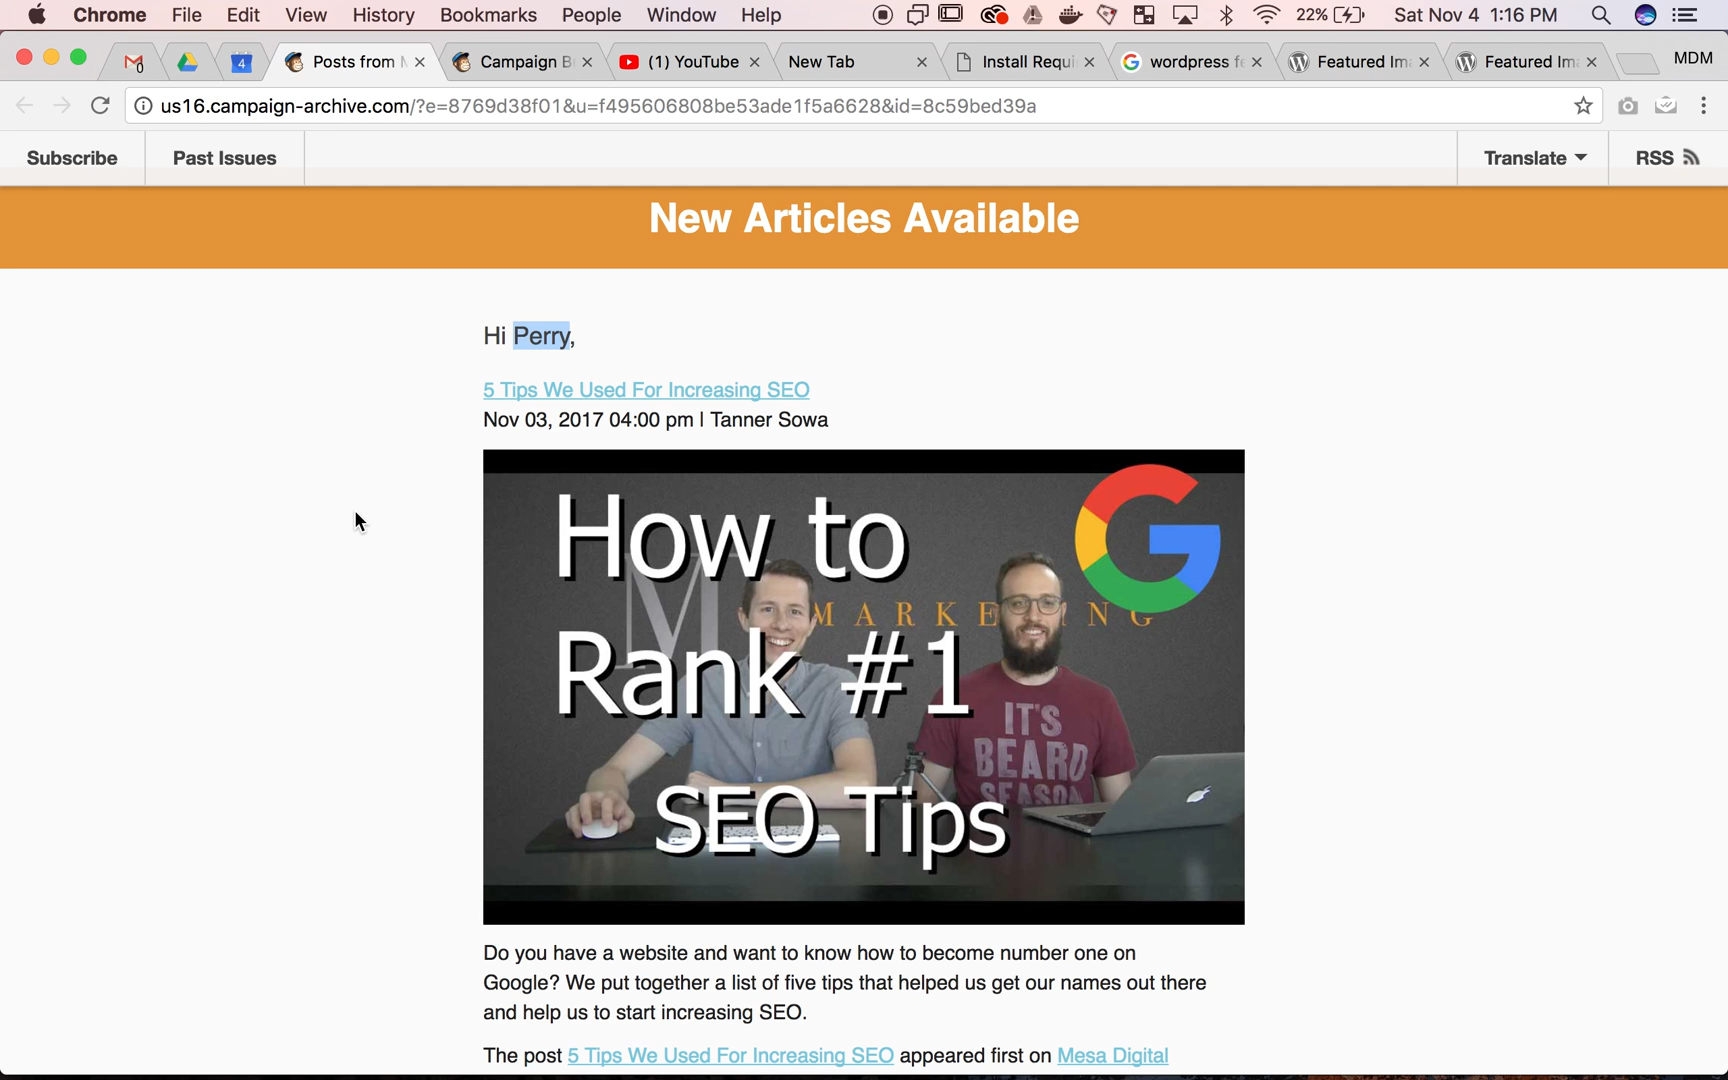 Chrome File Edit View History Bookmarks People Window Help 22% Sat Nov 4 1:16 PM
4 Posts from Campaign B (1) YouTube New Tab Install Requi wordpress fe Featured Im Featured Im MDM
us16.campaign-archive.com/?e=8769d38f01&u=f495606808be53ade1f5a6628&id=8c59bed39a
Subscribe Past Issues Translate RSS
New Articles Available
Hi Perry,
5 Tips We Used For Increasing SEO
Nov 03, 2017 04:00 pm | Tanner Sowa
How to
MARKETING
Rank #1
IT'S
BEARD
SEASON
SEO Tips
Do you have a website and want to know how to become number one on
Google? We put together a list of five tips that helped us get our names out there
and help us to start increasing SEO.
The post 5 Tips We Used For Increasing SEO appeared first on Mesa Digital